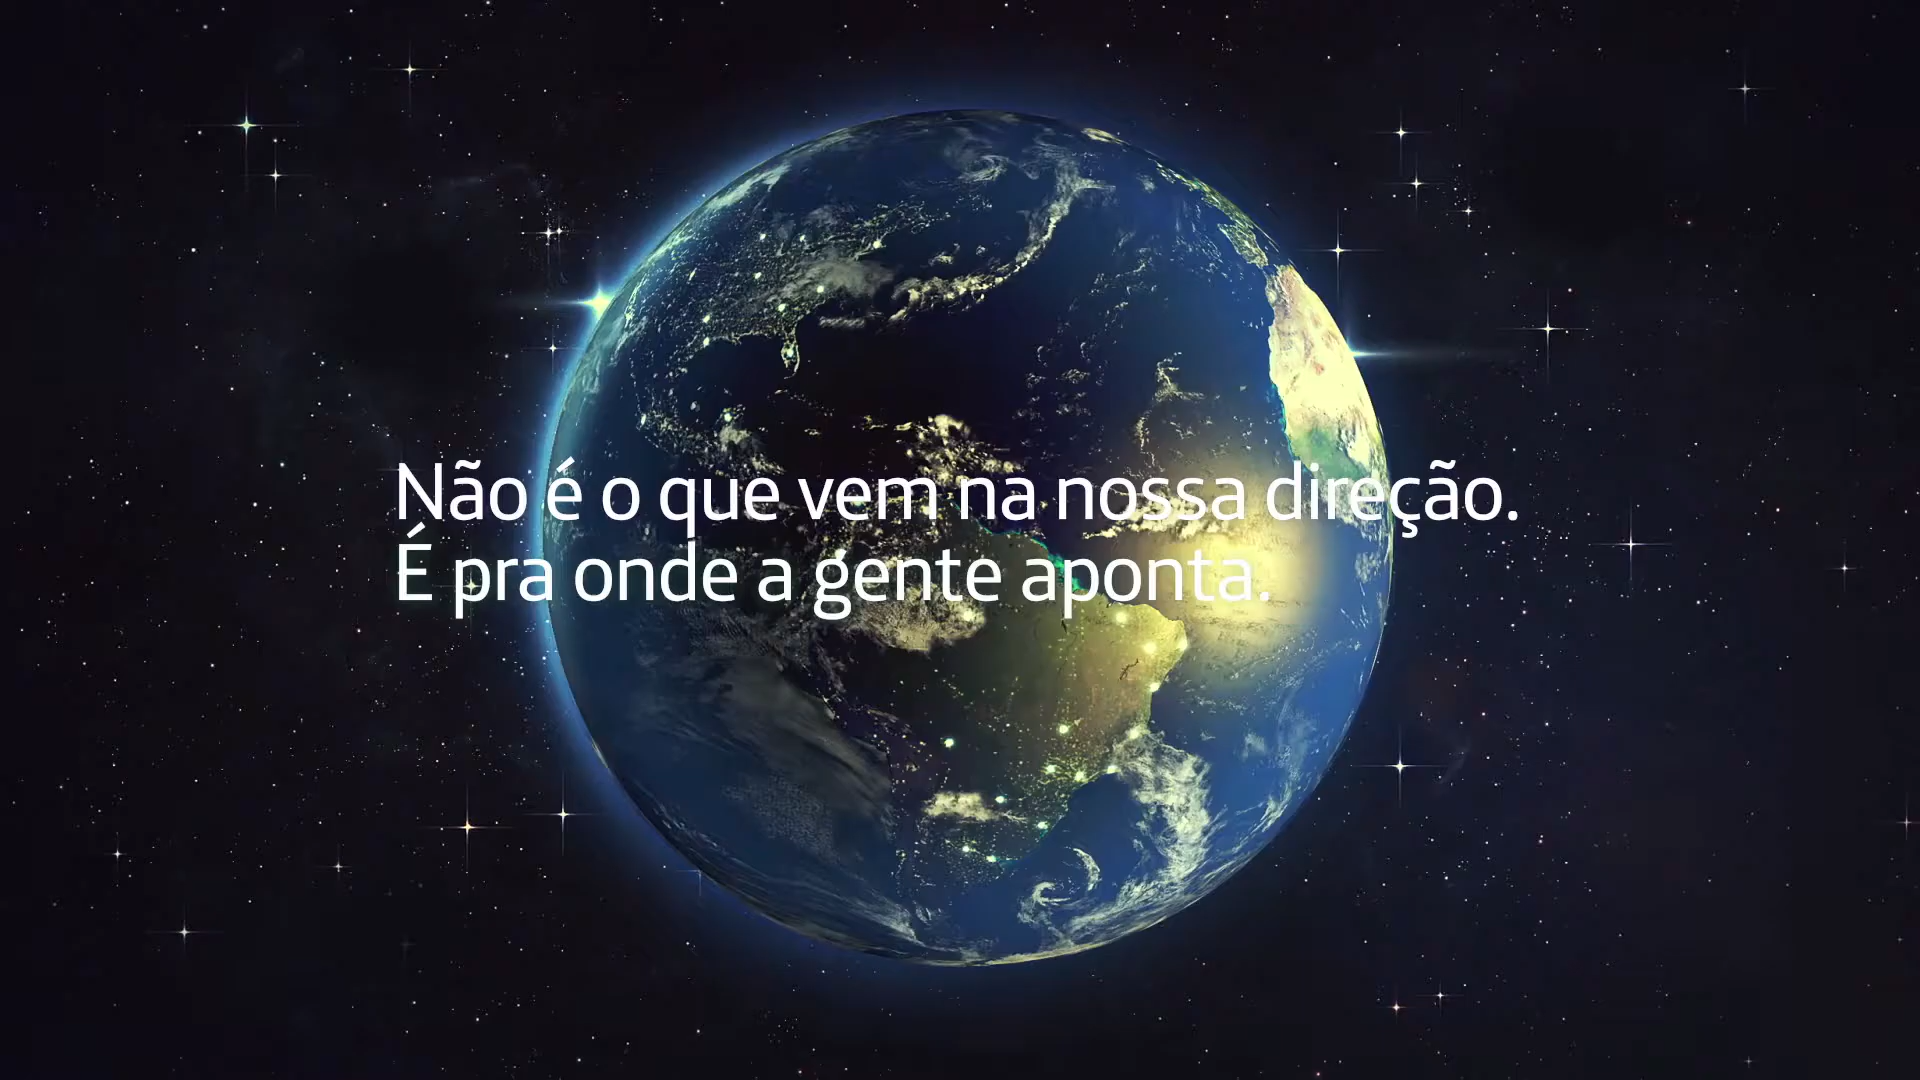 Não é o que vem na nossa direção.
É pra onde a gente aponta.